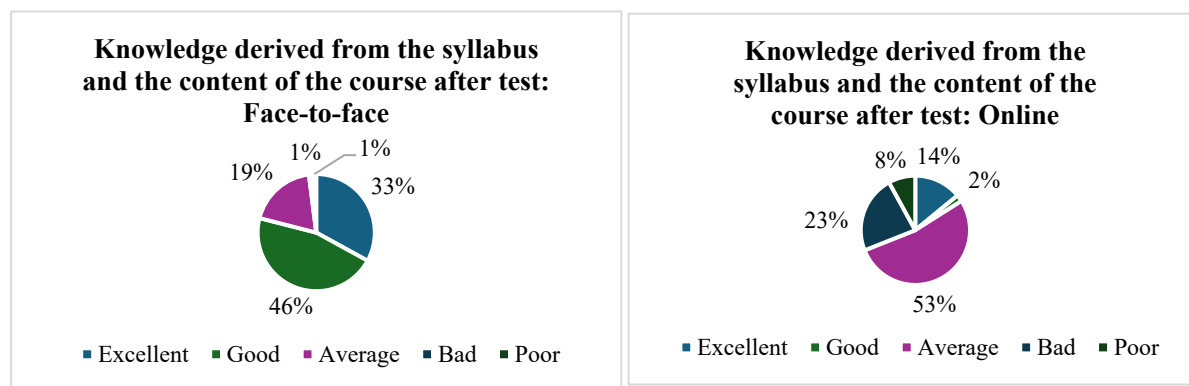 Knowledge derived from the syllabus
and the content of the course after test:
Face-to-face
1%
1%
19%
33%
46%
Excellent Good Average Bad Poor
Knowledge derived from the
syllabus and the content of the
course after test: Online
8%
14%
2%
23%
53%
Excellent Good Average Bad Poor